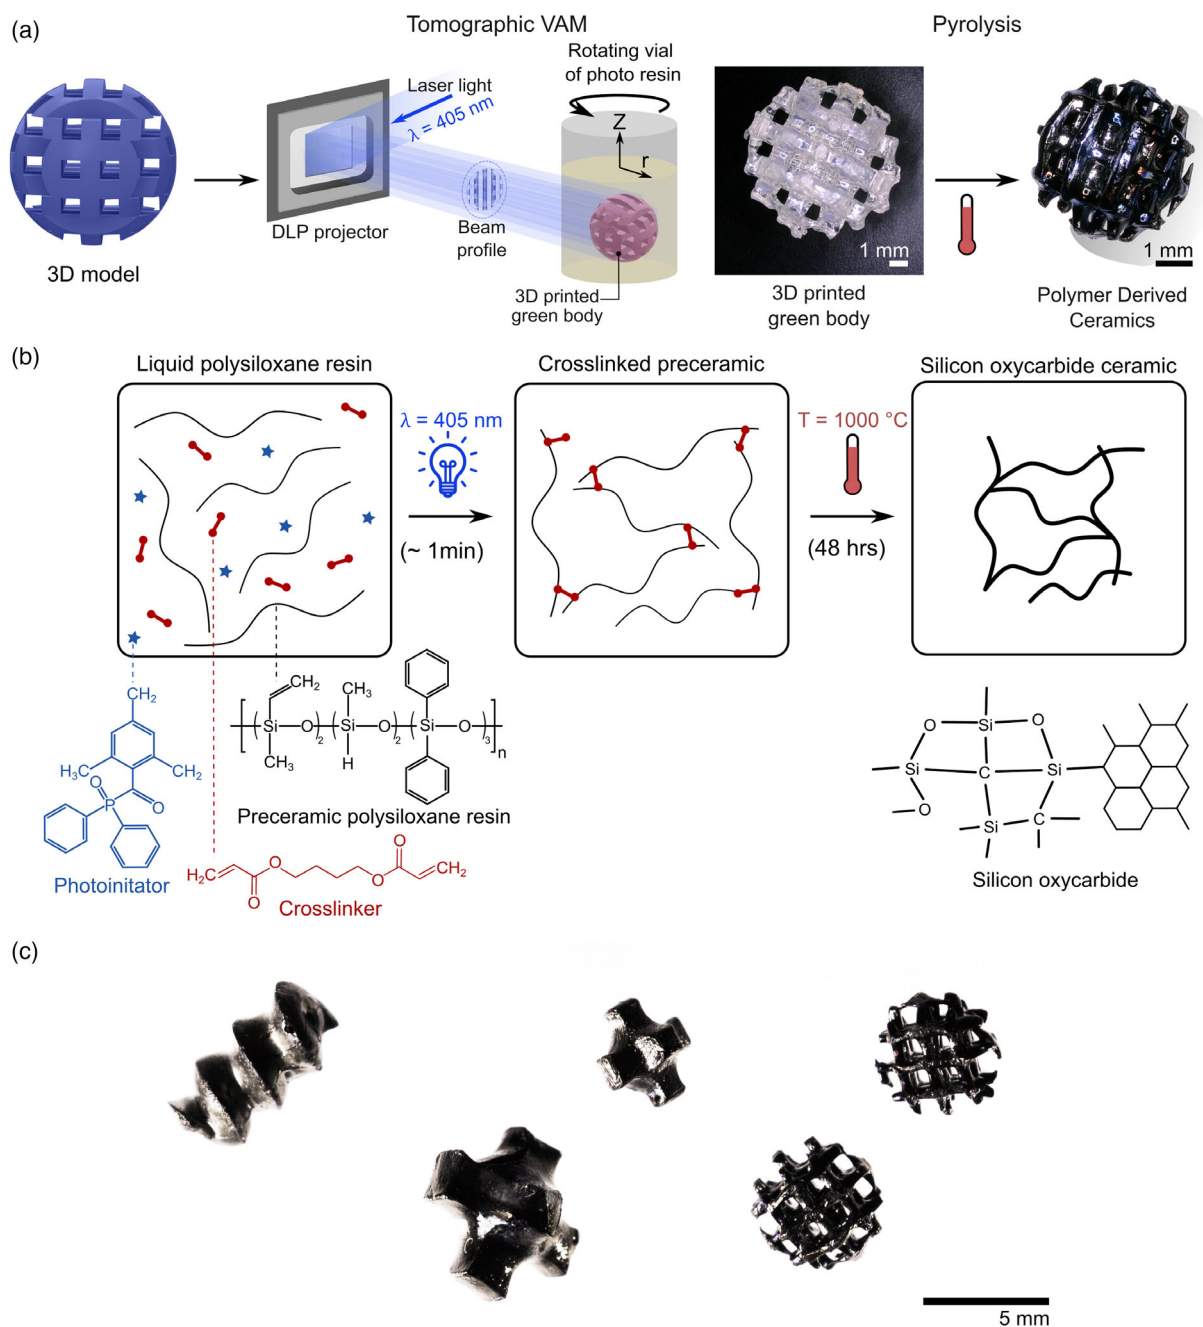 (a)
Tomographic VAM
Pyrolysis
Rotating vial
of photo resin
Laser light
λ = 405 nm
Z
r
DLP projector
Beam
profile
3D model
3D printed
green body
1 mm
3D printed
green body
1 mm
Polymer Derived
Ceramics
(b)
Liquid polysiloxane resin
Crosslinked preceramic
Silicon oxycarbide ceramic
λ = 405 nm
(~ 1min)
T = 1000 °C
(48 hrs)
CH2
H3C
CH2
O
P
O
Photoinitator
CH2
CH3
Si
O
2
Si
O
2
Si
O
3
n
CH3
H
Preceramic polysiloxane resin
H2C
O
O
O
O
CH2
Crosslinker
O
Si
O
Si
C
Si
O
Si
C
Silicon oxycarbide
(c)
5 mm